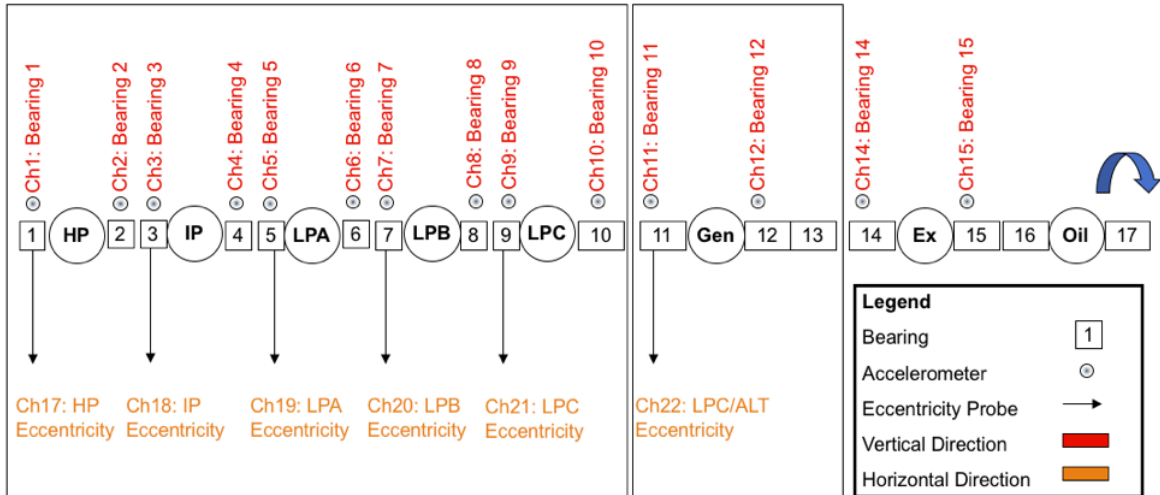 Ch1: Bearing 1
Ch2: Bearing 2
Ch3: Bearing 3
Ch4: Bearing 4
Ch5: Bearing 5
Ch6: Bearing 6
Ch7: Bearing 7
Ch8: Bearing 8
Ch9: Bearing 9
Ch10: Bearing 10
Ch11: Bearing 11
Ch12: Bearing 12
Ch14: Bearing 14
Ch15: Bearing 15
1 HP 2 3 IP 4 5 LPA 6 7 LPB 8 9 LPC 10 11 Gen 12 13 14 Ex 15 16 Oil 17
Ch17: HP
Eccentricity
Ch18: IP
Eccentricity
Ch19: LPA
Eccentricity
Ch20: LPB
Eccentricity
Ch21: LPC
Eccentricity
Ch22: LPC/ALT
Eccentricity
Legend
Bearing 1
Accelerometer
Eccentricity Probe
Vertical Direction
Horizontal Direction